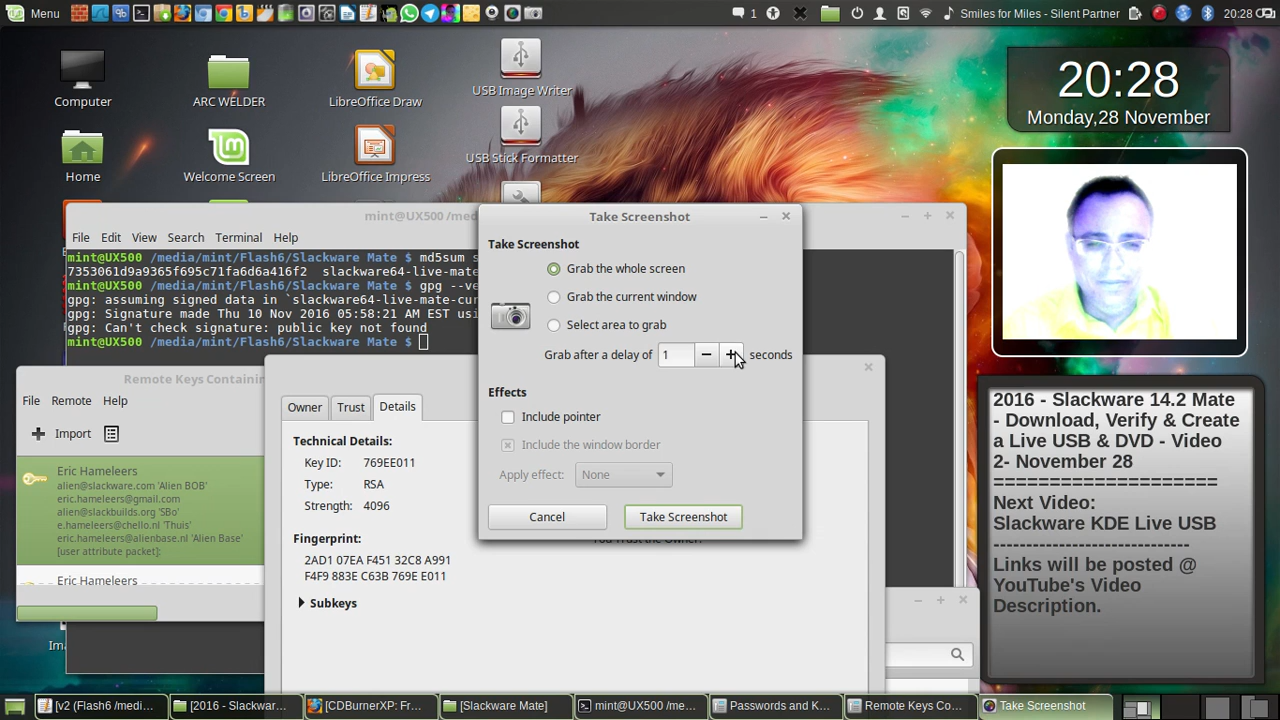 Menu
1
Smiles for Miles - Silent Partner
20:28
Computer
ARC WELDER
LibreOffice Draw
USB Image Writer
Home
Welcome Screen
LibreOffice Impress
USB Stick Formatter
20:28
Monday,28 November
mint@UX500 /med
File Edit View Search Terminal Help
mint@UX500 /media/mint/Flash6/Slackware Mate $ md5sum s
7353061d9a9365f695c71fa6d6a416f2 slackware64-live-mate
mint@UX500 /media/mint/Flash6/Slackware Mate $ gpg --ve
gpg: assuming signed data in `slackware64-live-mate-cur
gpg: Signature made Thu 10 Nov 2016 05:58:21 AM EST usi
gpg: Can't check signature: public key not found
mint@UX500 /media/mint/Flash6/Slackware Mate $
Take Screenshot
Take Screenshot
Grab the whole screen
Grab the current window
Select area to grab
Grab after a delay of 1 seconds
Effects
Include pointer
Include the window border
Apply effect: None
Cancel
Take Screenshot
Remote Keys Containin
File Remote Help
Import
Eric Hameleers
alien@slackware.com 'Alien BOB'
eric.hameleers@gmail.com
alien@slackbuilds.org 'SBo'
e.hameleers@chello.nl 'Thuis'
eric.hameleers@alienbase.nl 'Alien Base'
[user attribute packet]:
Eric Hameleers
Owner Trust Details
Technical Details:
Key ID: 769EE011
Type: RSA
Strength: 4096
Fingerprint:
2AD1 07EA F451 32C8 A991
F4F9 883E C63B 769E E011
Subkeys
2016 - Slackware 14.2 Mate
- Download, Verify & Create
a Live USB & DVD - Video
2- November 28
=====================
Next Video:
Slackware KDE Live USB
----------------------------
Links will be posted @
YouTube's Video
Description.
[v2 (Flash6 /medi...
[2016 - Slackwar...
[CDBurnerXP: Fr...
[Slackware Mate]
mint@UX500 /me...
Passwords and K...
Remote Keys Co...
Take Screenshot